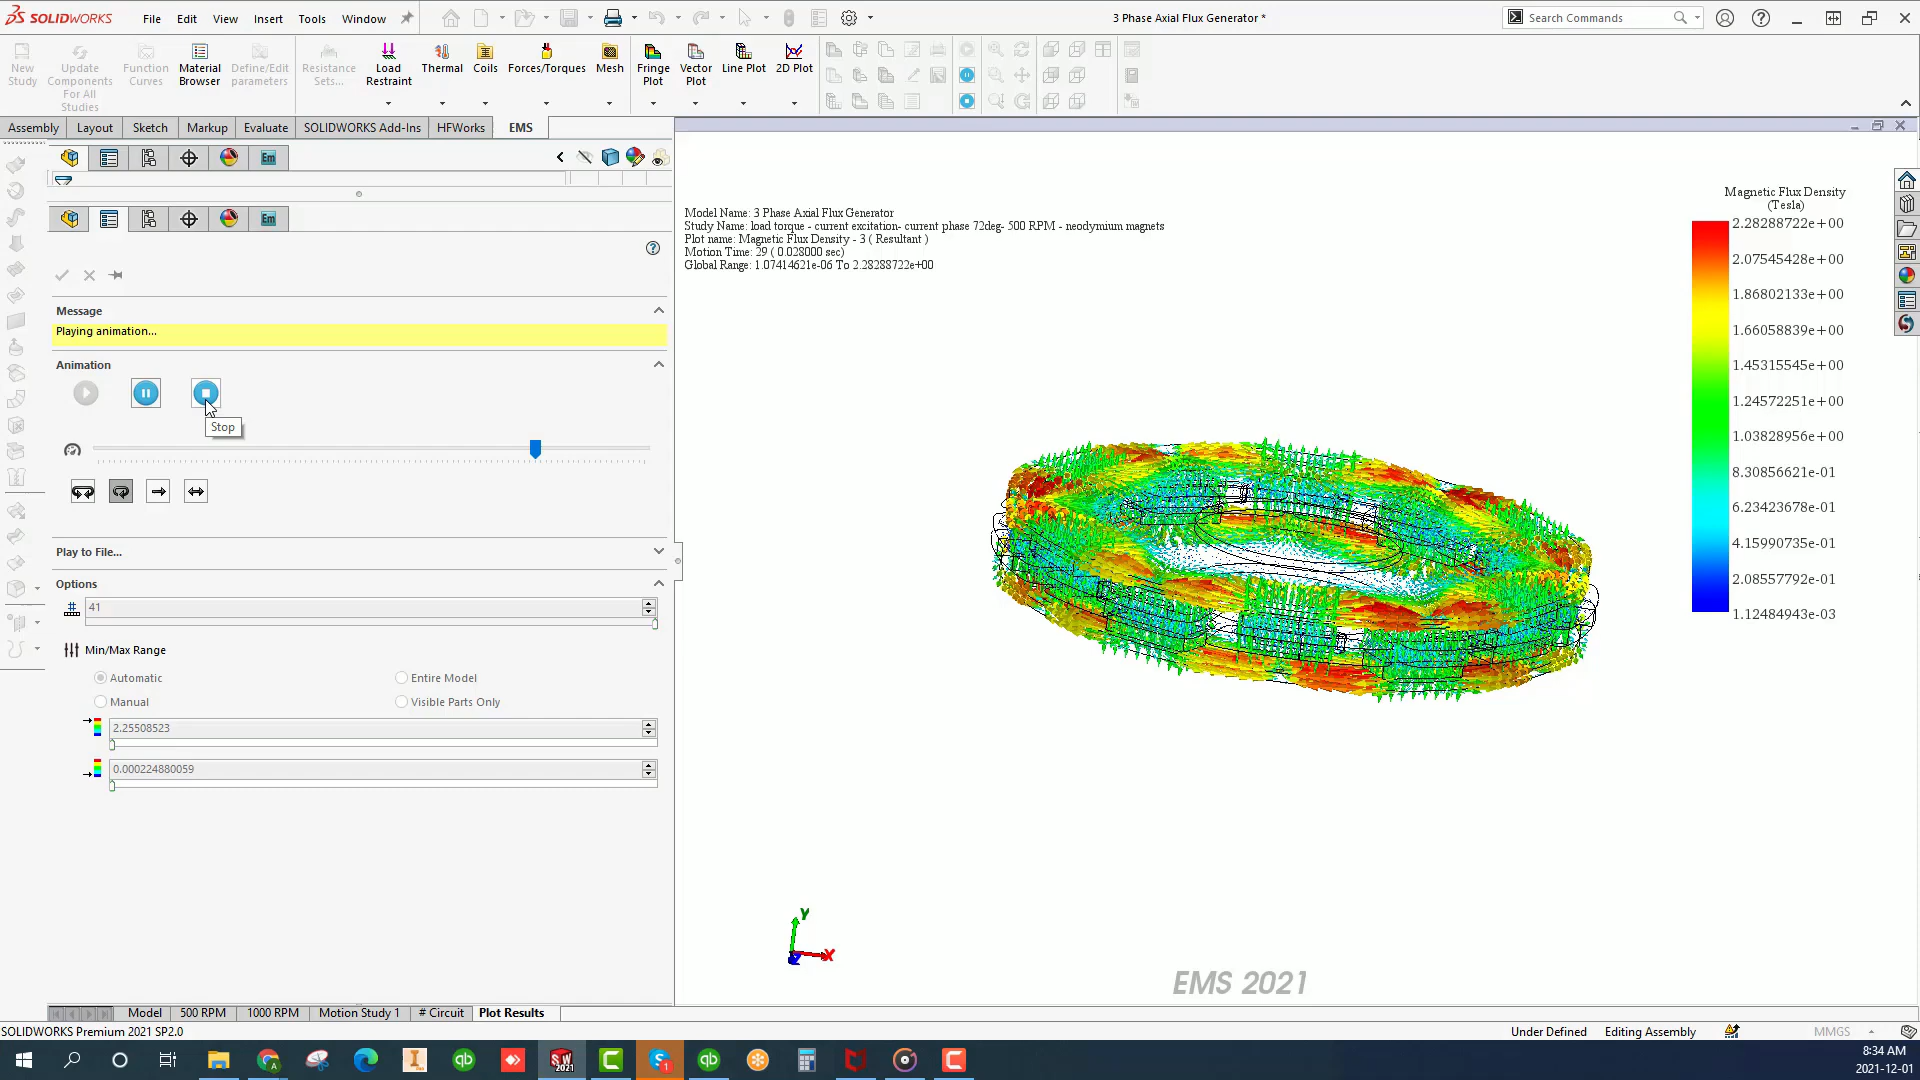 SOLIDWORKS File Edit View Insert Tools Window 3 Phase Axial Flux Generator * Search Commands
New Study Update Components For All Studies Function Curves Material Browser Define/Edit parameters Resistance Sets... Load Restraint Thermal Coils Forces/Torques Mesh Fringe Plot Vector Plot Line Plot 2D Plot
Assembly Layout Sketch Markup Evaluate SOLIDWORKS Add-Ins HFWorks EMS
Message
Playing animation...
Animation
Stop
Play to File...
Options
41
Min/Max Range
Automatic Entire Model
Manual Visible Parts Only
2.25508523
0.000224880059
Model Name: 3 Phase Axial Flux Generator
Study Name: load torque - current excitation- current phase 72deg- 500 RPM - neodymium magnets
Plot name: Magnetic Flux Density - 3 ( Resultant )
Motion Time: 29 ( 0.028000 sec)
Global Range: 1.07414621e-06 To 2.28288722e+00
Magnetic Flux Density
(Tesla)
2.28288722e+00
2.07545428e+00
1.86802133e+00
1.66058839e+00
1.45315545e+00
1.24572251e+00
1.03828956e+00
8.30856621e-01
6.23423678e-01
4.15990735e-01
2.08557792e-01
1.12484943e-03
Y
X
Z
EMS 2021
Model 500 RPM 1000 RPM Motion Study 1 # Circuit Plot Results
SOLIDWORKS Premium 2021 SP2.0 Under Defined Editing Assembly MMGS
8:34 AM
2021-12-01